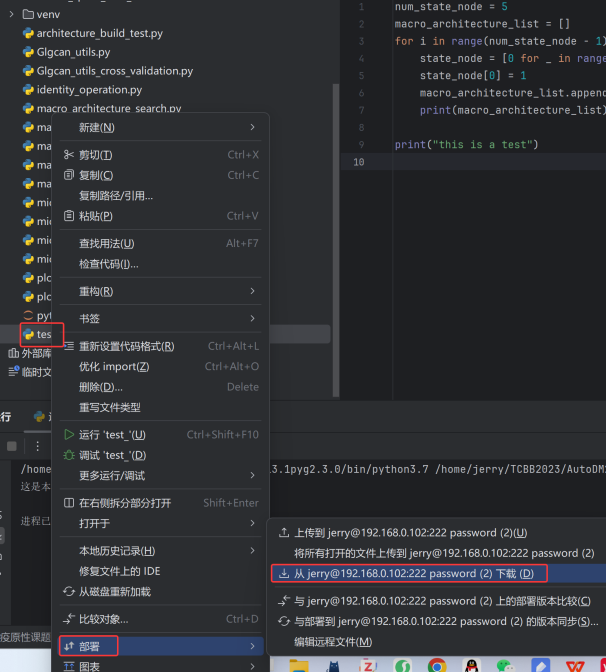 venv
architecture_build_test.py
Glgcan_utils.py
Glgcan_utils_cross_validation.py
identity_operation.py
macro_architecture_search.py
ma
ma
ma
ma
mic
mic
mic
mic
plc
plc
pyt
tes
外部库
临时文
1 num_state_node = 5
2 macro_architecture_list = []
3 for i in range(num_state_node - 1)
4 state_node = [0 for _ in range
5 state_node[0] = 1
6 macro_architecture_list.appen
7 print(macro_architecture_list)
8
9 print("this is a test")
10
新建(N)
剪切(T) Ctrl+X
复制(C) Ctrl+C
复制路径/引用...
粘贴(P) Ctrl+V
查找用法(U) Alt+F7
检查代码(I)...
重构(R)
书签
重新设置代码格式(R) Ctrl+Alt+L
优化 import(Z) Ctrl+Alt+O
删除(D)... Delete
重写文件类型
运行 'test_'(U) Ctrl+Shift+F10
调试 'test_'(D)
更多运行/调试
在右侧拆分部分打开 Shift+Enter
打开于
本地历史记录(H)
修复文件上的 IDE
从磁盘重新加载
比较对象... Ctrl+D
部署
图表
行
/home
3.1pyg2.3.0/bin/python3.7 /home/jerry/TCBB2023/AutoDM
这是本
进程已
疫原性课题
上传到 jerry@192.168.0.102:222 password (2)(U)
将所有打开的文件上传到 jerry@192.168.0.102:222 password (2)
从 jerry@192.168.0.102:222 password (2) 下载 (D)
与 jerry@192.168.0.102:222 password (2) 上的部署版本比较(C)
与部署到 jerry@192.168.0.102:222 password (2) 的版本同步(S)...
编辑远程文件(M)